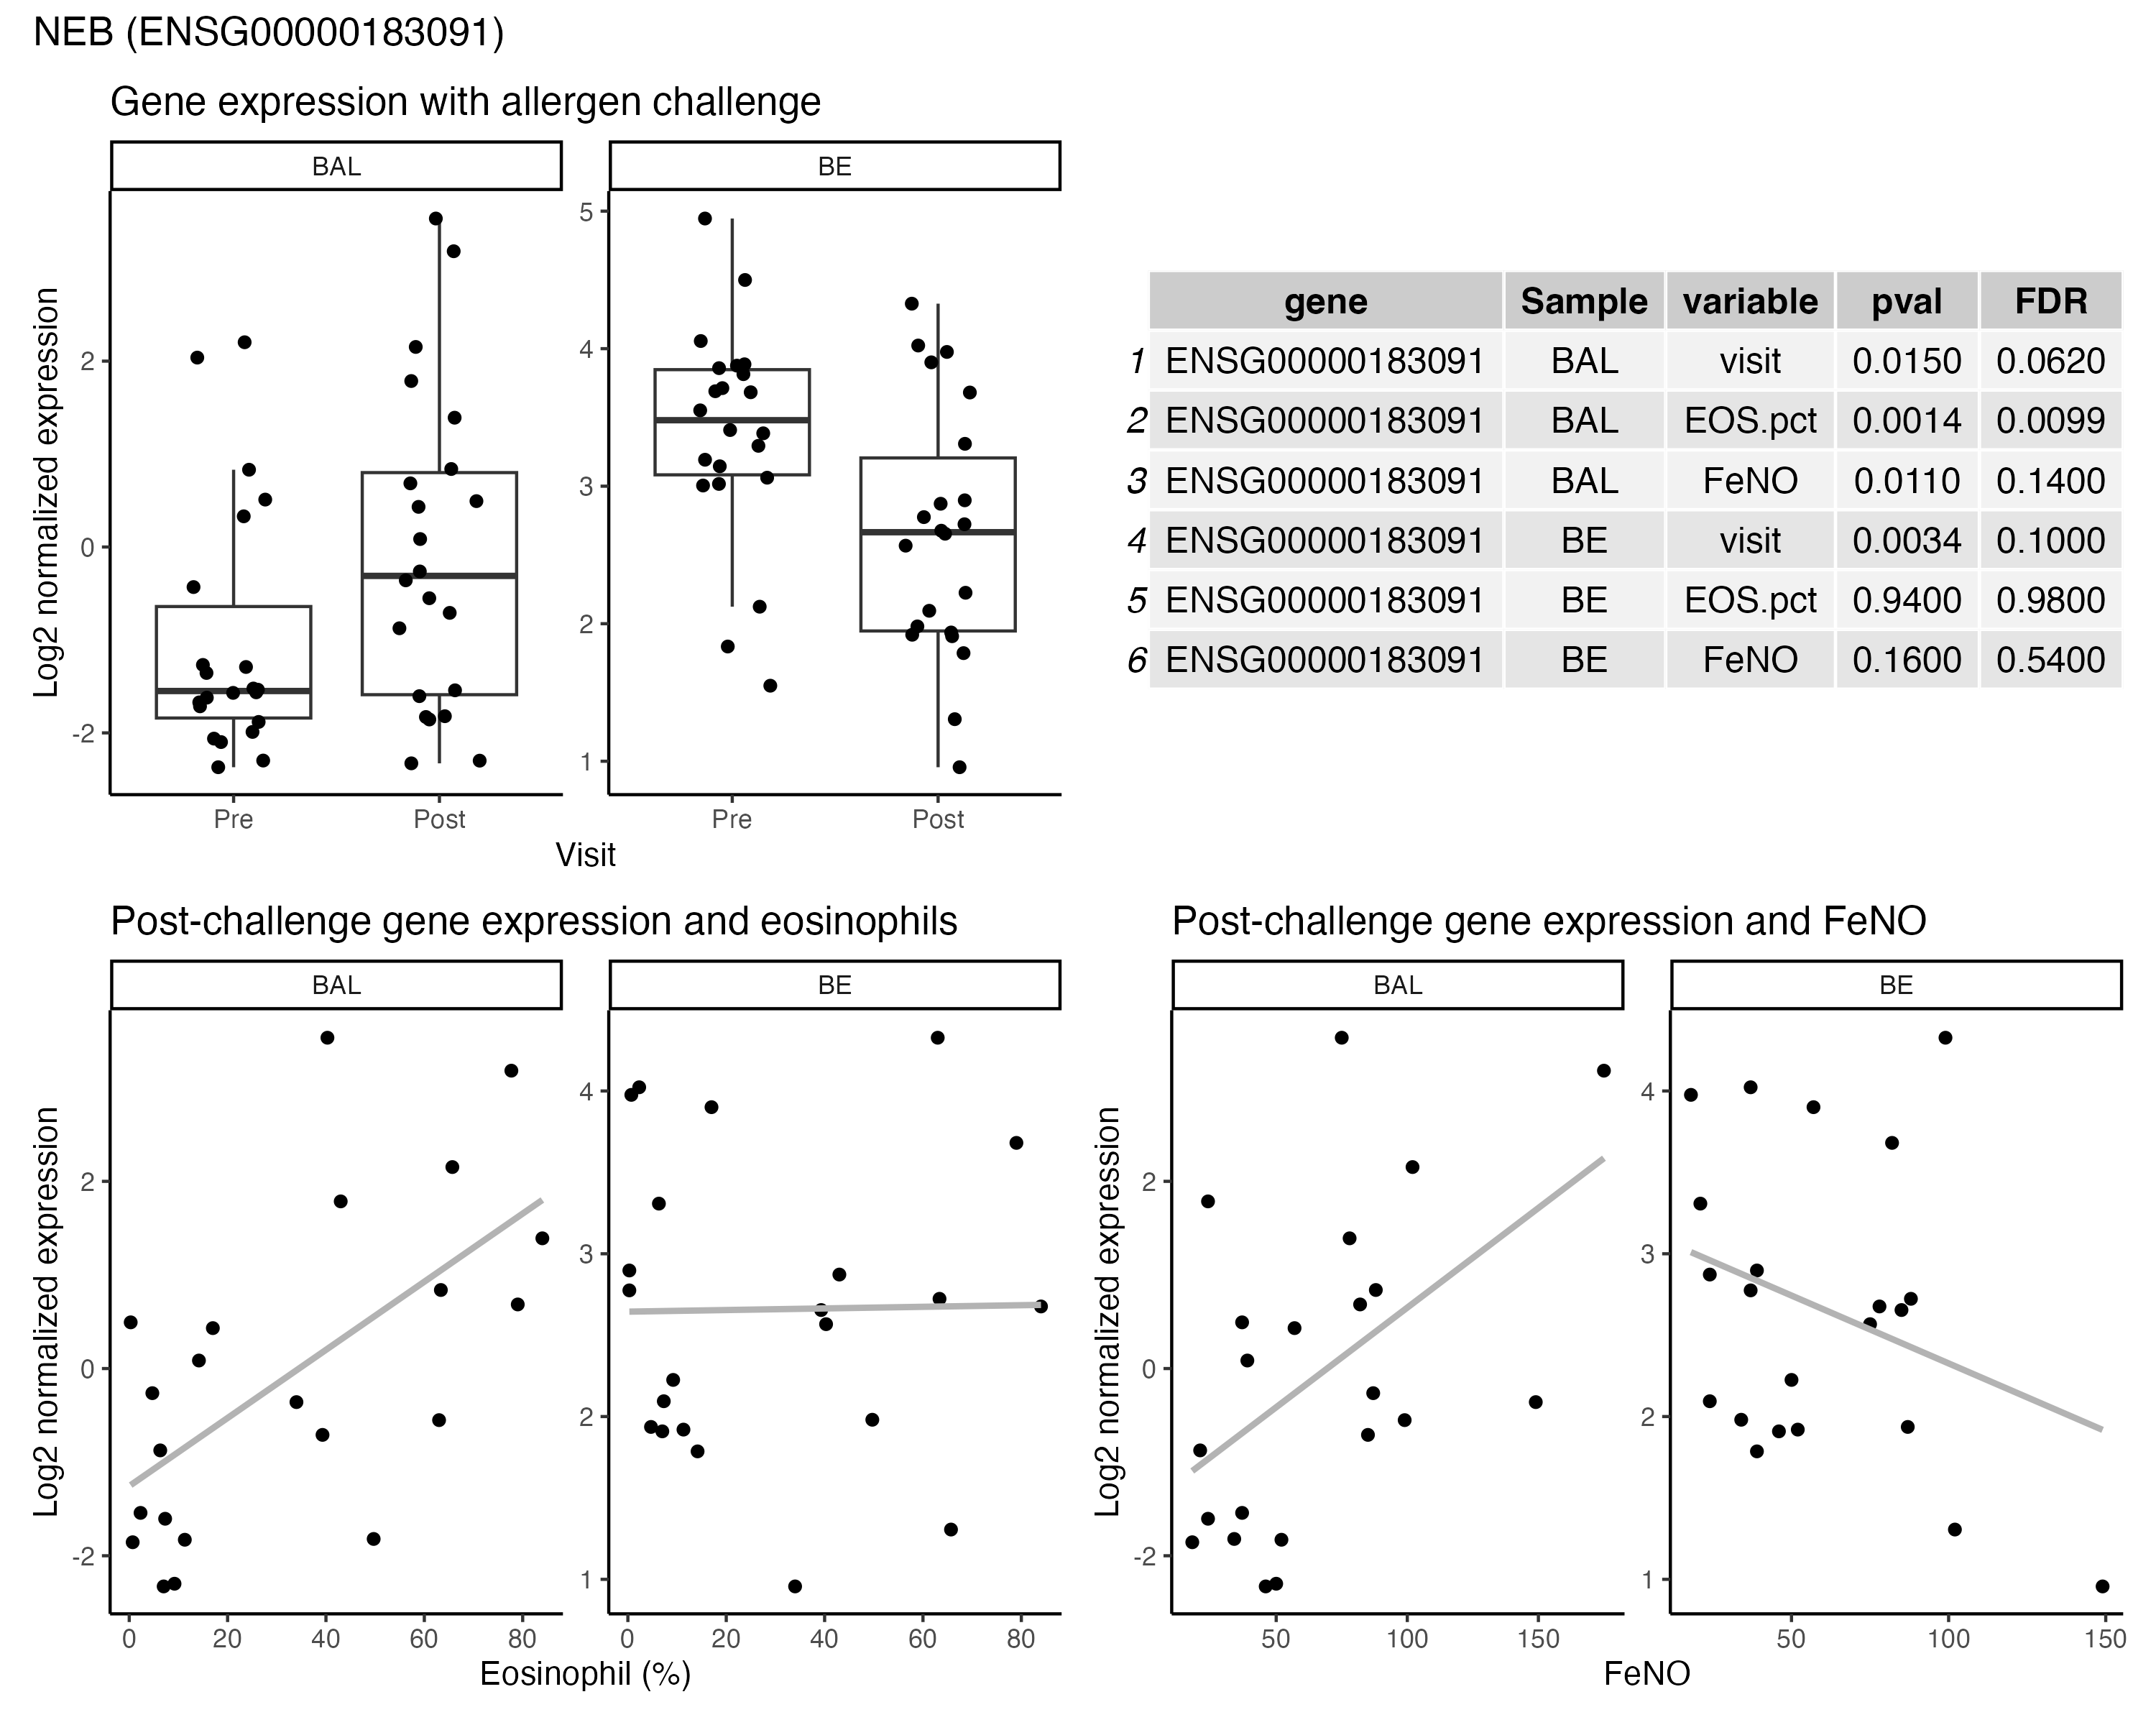 NEB (ENSG00000183091)
Gene expression with allergen challenge
BAL
BE
Log2 normalized expression
2
0
-2
5
4
3
2
1
Pre
Post
Pre
Post
Visit
gene Sample variable pval FDR
1 ENSG00000183091 BAL visit 0.0150 0.0620
2 ENSG00000183091 BAL EOS.pct 0.0014 0.0099
3 ENSG00000183091 BAL FeNO 0.0110 0.1400
4 ENSG00000183091 BE visit 0.0034 0.1000
5 ENSG00000183091 BE EOS.pct 0.9400 0.9800
6 ENSG00000183091 BE FeNO 0.1600 0.5400
Post-challenge gene expression and eosinophils
BAL
BE
Log2 normalized expression
2
0
-2
4
3
2
1
0 20 40 60 80
0 20 40 60 80
Eosinophil (%)
Post-challenge gene expression and FeNO
BAL
BE
Log2 normalized expression
2
0
-2
4
3
2
1
50 100 150
50 100 150
FeNO